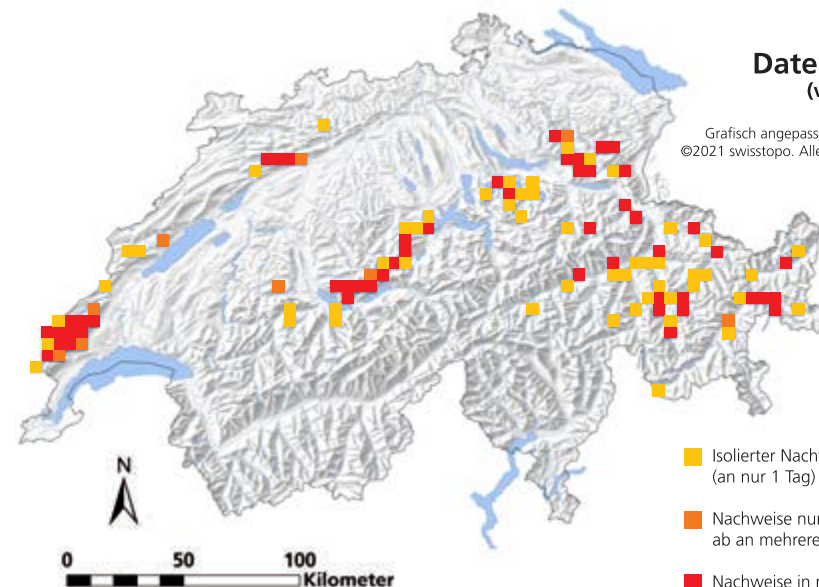 Date
(v
Grafisch angepass
©2021 swisstopo. Alle
Isolierter Nach
(an nur 1 Tag)
Nachweise nu
ab an mehrere
Nachweise in
N
0 50 100
Kilometer